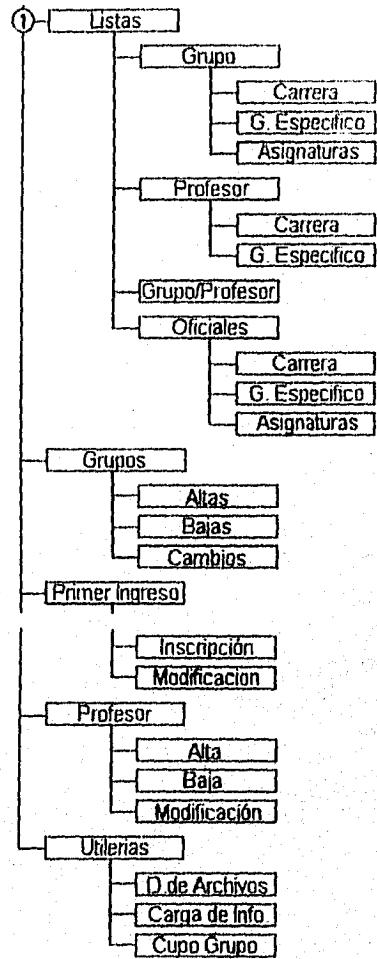 1 Listas
Grupo
Carrera
G. Especifico
Asignaturas
Profesor
Carrera
G. Especifico
Grupo/Profesor
Oficiales
Carrera
G. Especifico
Asignaturas
Grupos
Altas
Bajas
Cambios
Primer Ingreso
Inscripción
Modificacion
Profesor
Alta
Baja
Modificación
Utilerias
D.de Archivos
Carga de Info.
Cupo Grupo